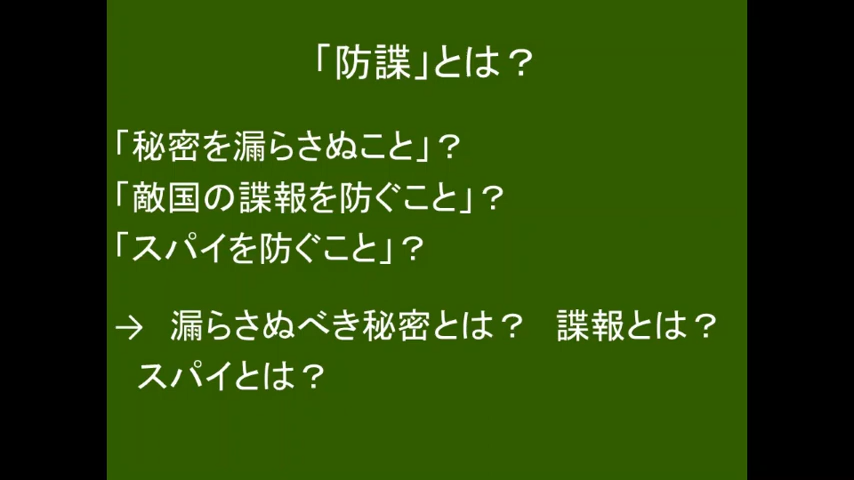 「防諜」とは？
「秘密を漏らさぬこと」？
「敵国の諜報を防ぐこと」？
「スパイを防ぐこと」？
→　漏らさぬべき秘密とは？　諜報とは？
スパイとは？